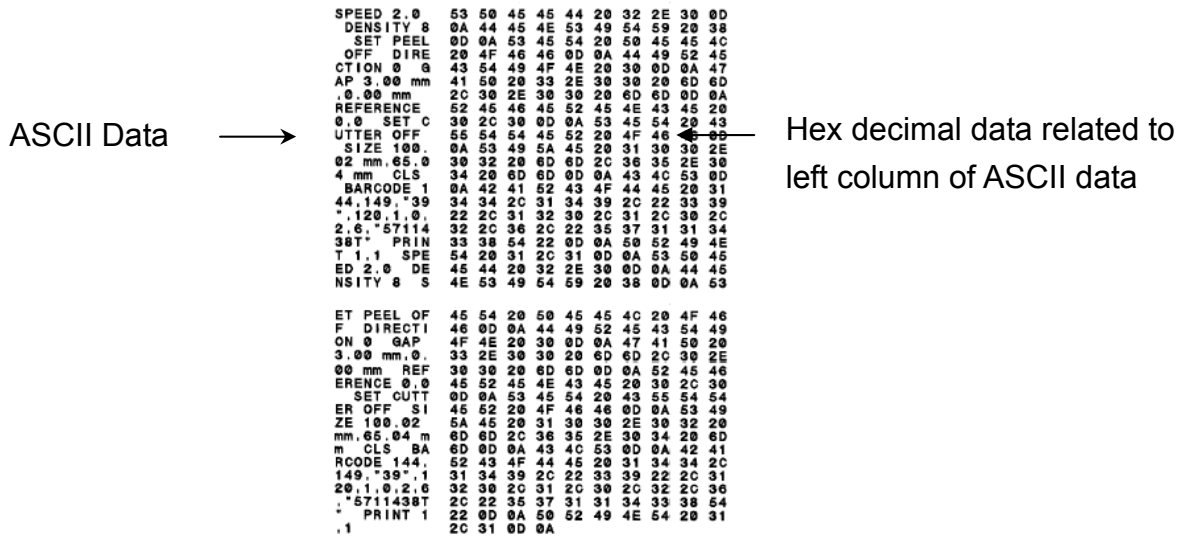 SPEED 2.0 53 50 45 45 44 20 32 2E 30 0D
DENSITY 8 0A 44 45 4E 53 49 54 59 20 38
SET PEEL 0D 0A 53 45 54 20 50 45 45 4C
OFF DIRE 20 4F 46 46 0D 0A 44 49 52 45
CTION 0 G 43 54 49 4F 4E 20 30 0D 0A 47
AP 3.00 mm 41 50 20 33 2E 30 30 20 6D 6D
,0.00 mm 2C 30 2E 30 30 20 6D 6D 0D 0A
REFERENCE 52 45 46 45 52 45 4E 43 45 20
0,0 SET C 30 2C 30 0D 0A 53 45 54 20 43
UTTER OFF 55 54 54 45 52 20 4F 46 46 0D
SIZE 100. 0A 53 49 5A 45 20 31 30 30 2E
02 mm,65.0 30 32 20 6D 6D 2C 36 35 2E 30
4 mm CLS 34 20 6D 6D 0D 0A 43 4C 53 0D
BARCODE 1 0A 42 41 52 43 4F 44 45 20 31
44,149,"39 34 34 2C 31 34 39 2C 22 33 39
",120,1,0, 22 2C 31 32 30 2C 31 2C 30 2C
2,6,"57114 32 2C 36 2C 22 35 37 31 31 34
38T" PRIN 33 38 54 22 0D 0A 50 52 49 4E
T 1,1 SPE 54 20 31 2C 31 0D 0A 53 50 45
ED 2.0 DE 45 44 20 32 2E 30 0D 0A 44 45
NSITY 8 S 4E 53 49 54 59 20 38 0D 0A 53
ET PEEL OF 45 54 20 50 45 45 4C 20 4F 46
F DIRECTI 46 0D 0A 44 49 52 45 43 54 49
ON 0 GAP 4F 4E 20 30 0D 0A 47 41 50 20
3.00 mm,0. 33 2E 30 30 20 6D 6D 2C 30 2E
00 mm REF 30 30 20 6D 6D 0D 0A 52 45 46
ERENCE 0,0 45 52 45 4E 43 45 20 30 2C 30
SET CUTT 0D 0A 53 45 54 20 43 55 54 54
ER OFF SI 45 52 20 4F 46 46 0D 0A 53 49
ZE 100.02 5A 45 20 31 30 30 2E 30 32 20
mm,65.04 m 6D 6D 2C 36 35 2E 30 34 20 6D
m CLS BA 6D 0D 0A 43 4C 53 0D 0A 42 41
RCODE 144, 52 43 4F 44 45 20 31 34 34 2C
149,"39",1 31 34 39 2C 22 33 39 22 2C 31
20,1,0,2,6 32 30 2C 31 2C 30 2C 32 2C 36
,"5711438T 2C 22 35 37 31 31 34 33 38 54
" PRINT 1 22 0D 0A 50 52 49 4E 54 20 31
,1 2C 31 0D 0A
ASCII Data
Hex decimal data related to
left column of ASCII data